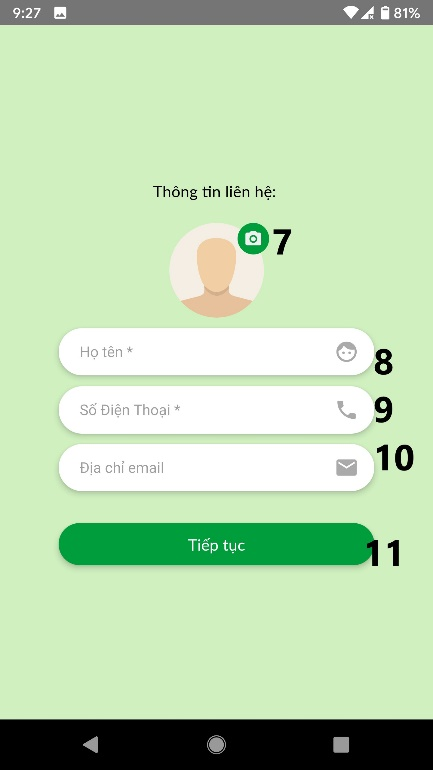 9:27
81%
Thông tin liên hệ:
7
Họ tên *
8
Số Điện Thoại *
9
Địa chỉ email
10
Tiếp tục
11